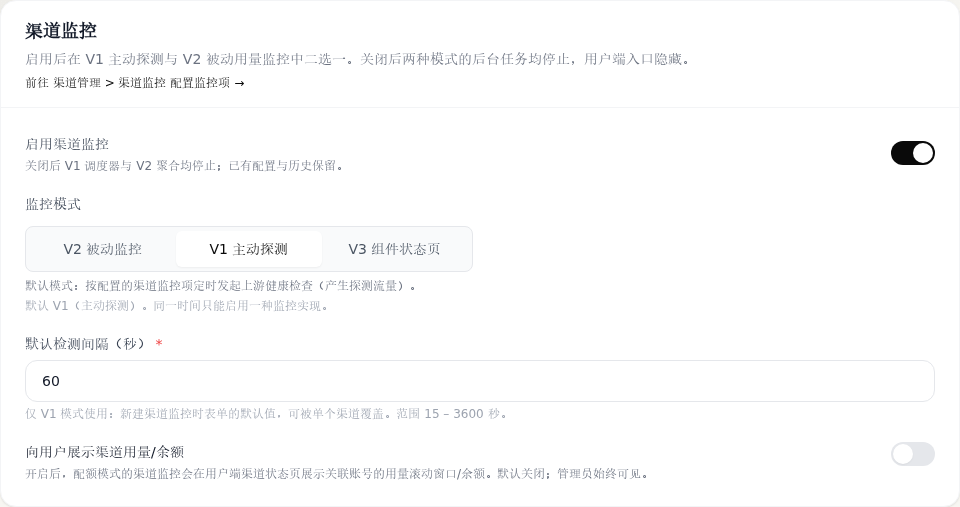 渠道监控
启用后在 V1 主动探测与 V2 被动用量监控中二选一。关闭后两种模式的后台任务均停止，用户端入口隐藏。
前往 渠道管理 > 渠道监控 配置监控项 →
启用渠道监控
关闭后 V1 调度器与 V2 聚合均停止；已有配置与历史保留。
监控模式
V2 被动监控 V1 主动探测 V3 组件状态页
默认模式：按配置的渠道监控项定时发起上游健康检查（产生探测流量）。
默认 V1（主动探测）。同一时间只能启用一种监控实现。
默认检测间隔（秒） *
60
仅 V1 模式使用：新建渠道监控时表单的默认值，可被单个渠道覆盖。范围 15 – 3600 秒。
向用户展示渠道用量/余额
开启后，配额模式的渠道监控会在用户端渠道状态页展示关联账号的用量滚动窗口/余额。默认关闭；管理员始终可见。